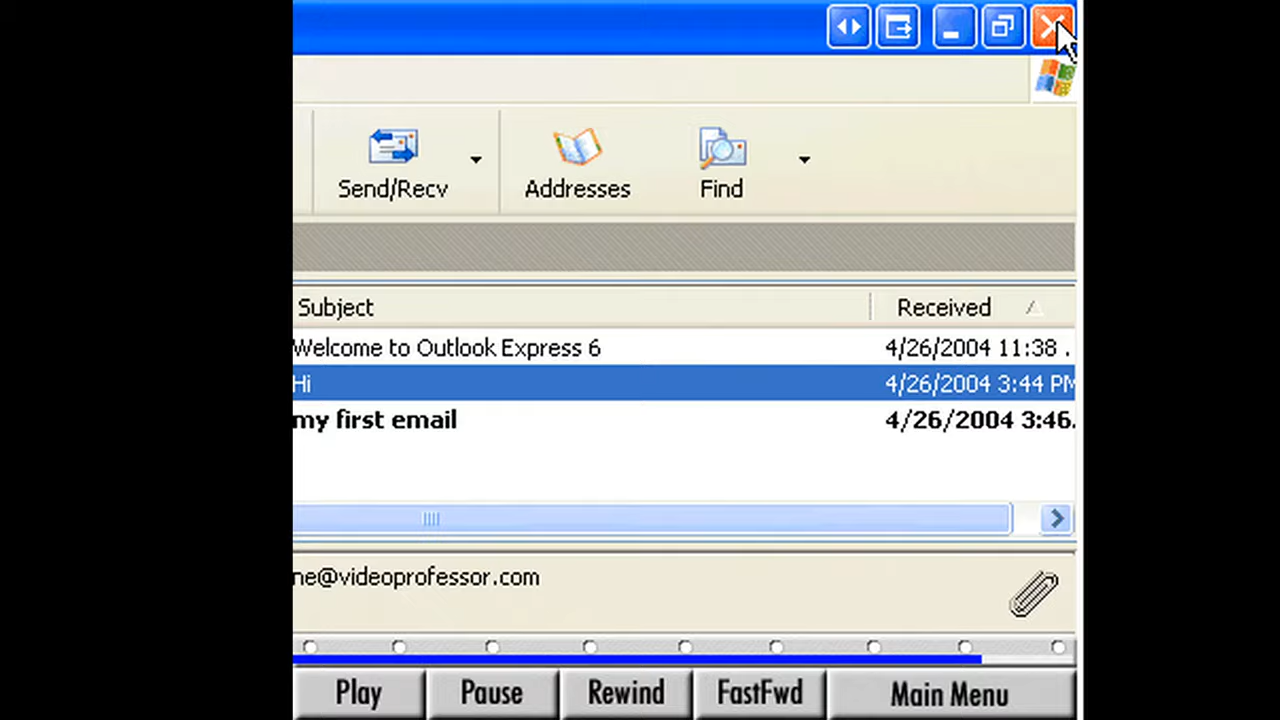 Send/Recv Addresses Find
Subject Received
Welcome to Outlook Express 6 4/26/2004 11:38 .
Hi 4/26/2004 3:44 PM
my first email 4/26/2004 3:46.
ne@videoprofessor.com
Play Pause Rewind FastFwd Main Menu